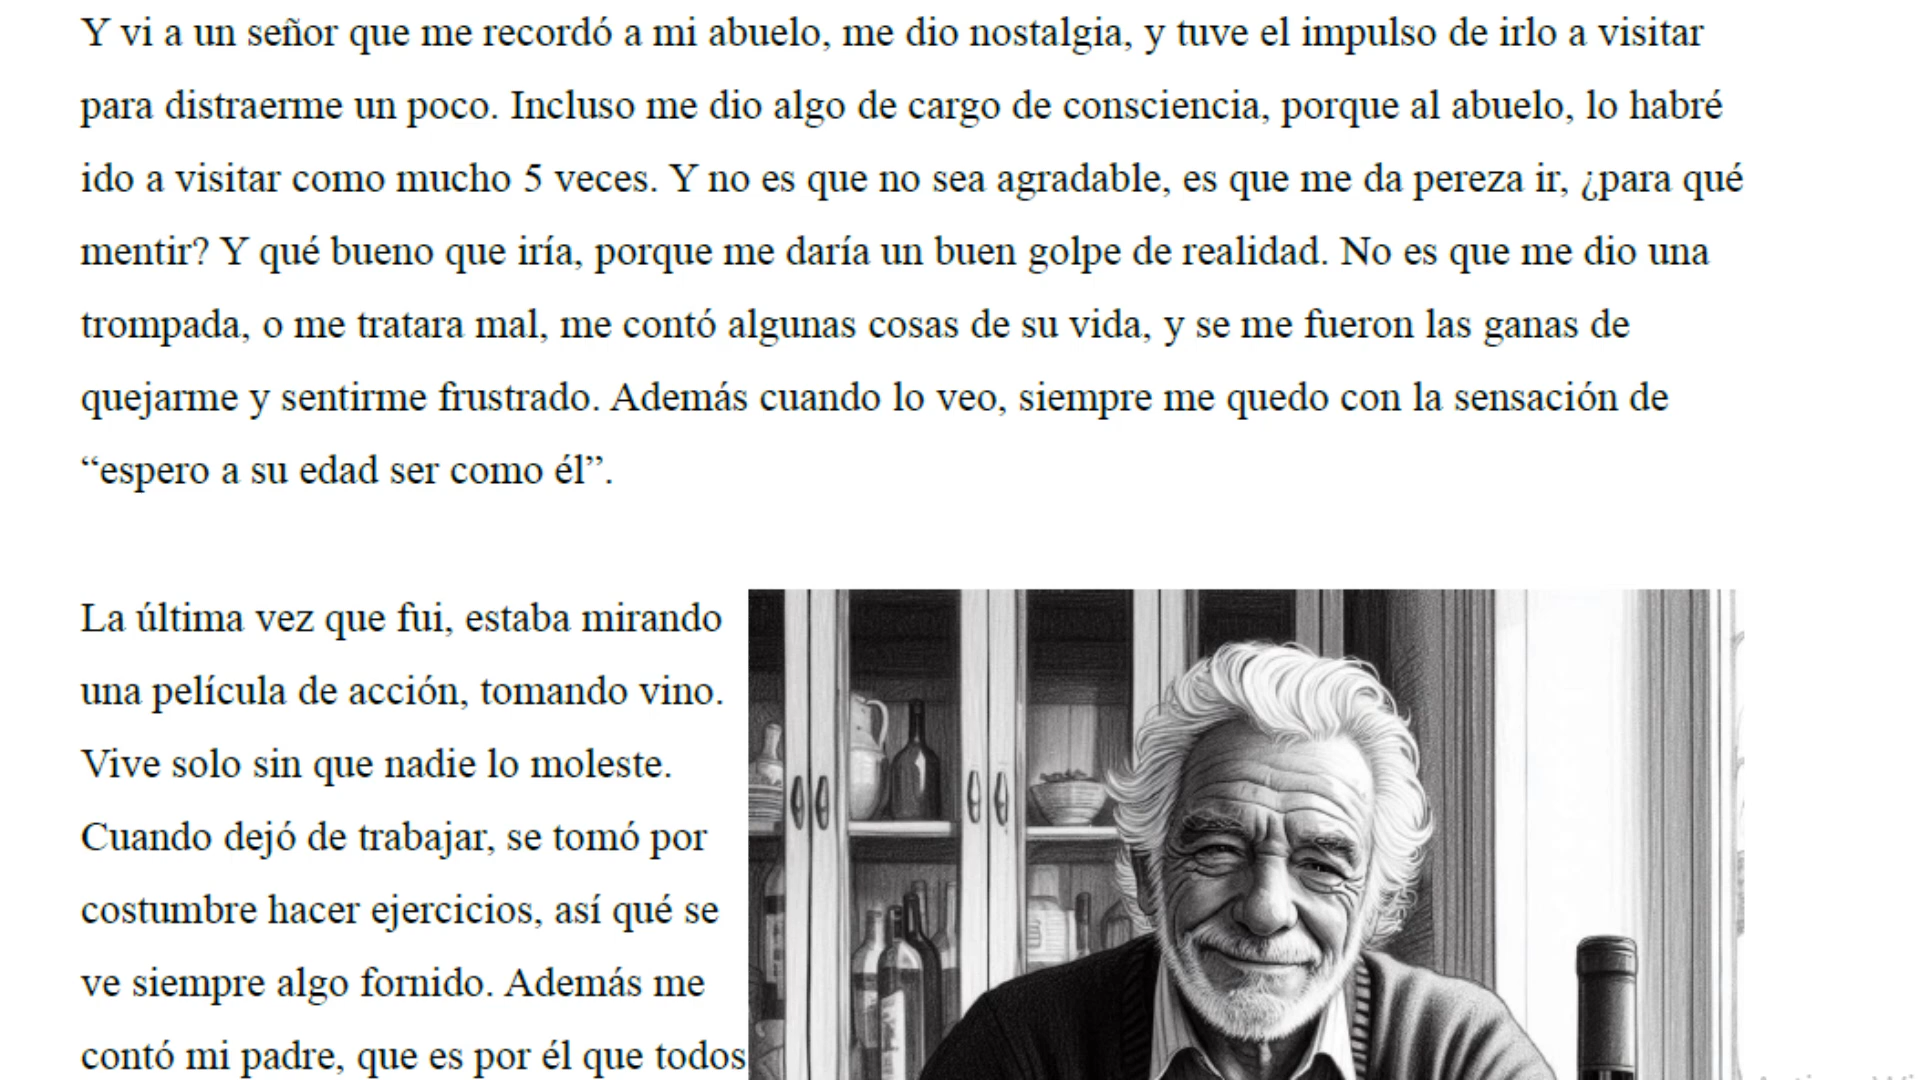 Y vi a un señor que me recordó a mi abuelo, me dio nostalgia, y tuve el impulso de irlo a visitar
para distraerme un poco. Incluso me dio algo de cargo de consciencia, porque al abuelo, lo habré
ido a visitar como mucho 5 veces. Y no es que no sea agradable, es que me da pereza ir, ¿para qué
mentir? Y qué bueno que iría, porque me daría un buen golpe de realidad. No es que me dio una
trompada, o me tratara mal, me contó algunas cosas de su vida, y se me fueron las ganas de
quejarme y sentirme frustrado. Además cuando lo veo, siempre me quedo con la sensación de
“espero a su edad ser como él”.
La última vez que fui, estaba mirando
una película de acción, tomando vino.
Vive solo sin que nadie lo moleste.
Cuando dejó de trabajar, se tomó por
costumbre hacer ejercicios, así qué se
ve siempre algo fornido. Además me
contó mi padre, que es por él que todos